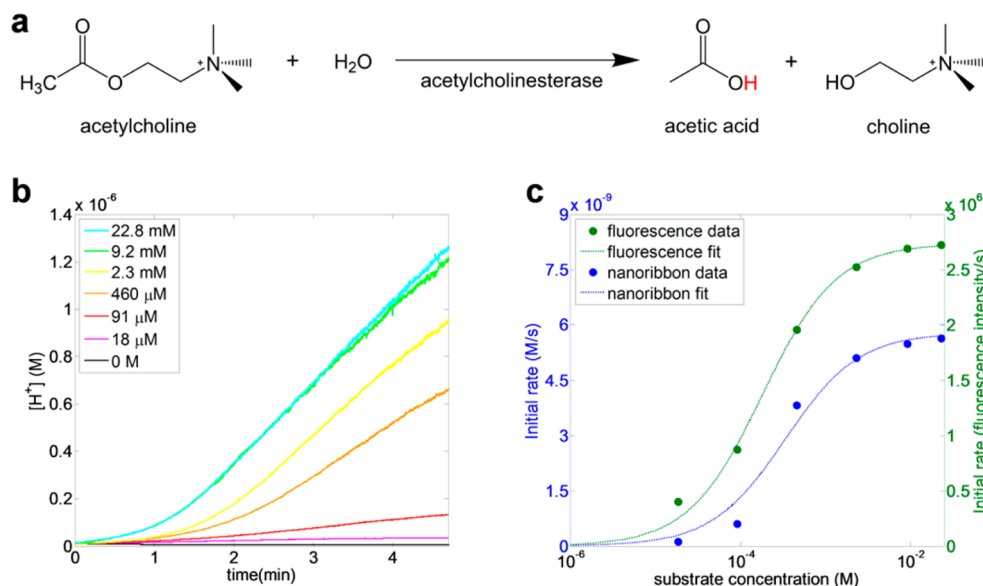 a
O
H₃C
O
N
+
+
H₂O
acetylcholinesterase
O
OH
+
HO
N
+
acetylcholine
acetic acid
choline
b
x 10⁻⁶
1.4
1.2
1
0.8
0.6
0.4
0.2
0
[H⁺] (M)
22.8 mM
9.2 mM
2.3 mM
460 μM
91 μM
18 μM
0 M
0
1
2
3
4
time(min)
c
x 10⁻⁹
9
7.5
6
4.5
3
1.5
0
Initial rate (M/s)
fluorescence data
fluorescence fit
nanoribbon data
nanoribbon fit
x 10⁶
3
2.5
2
1.5
1
0.5
0
Initial rate (fluorescence intensity/s)
10⁻⁶
10⁻⁴
10⁻²
substrate concentration (M)